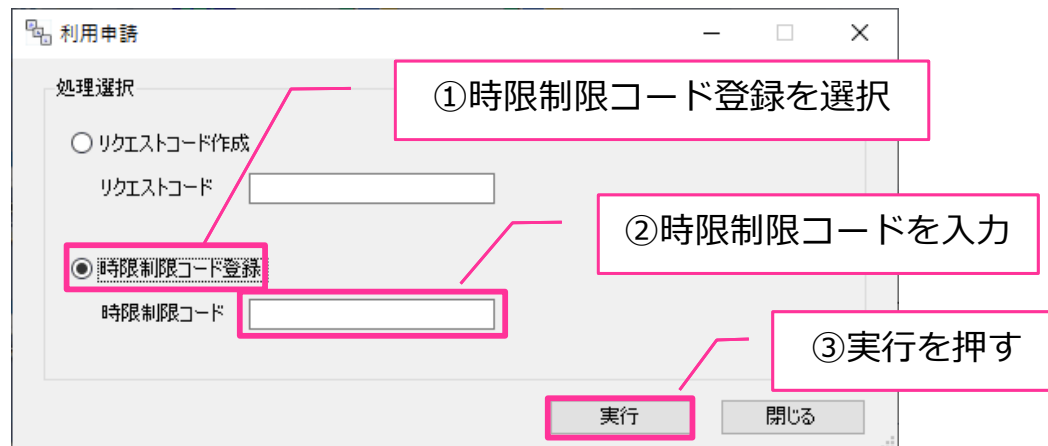 利用申請
処理選択
①時限制限コード登録を選択
リクエストコード作成
リクエストコード
②時限制限コードを入力
時限制限コード登録
時限制限コード
③実行を押す
実行
閉じる